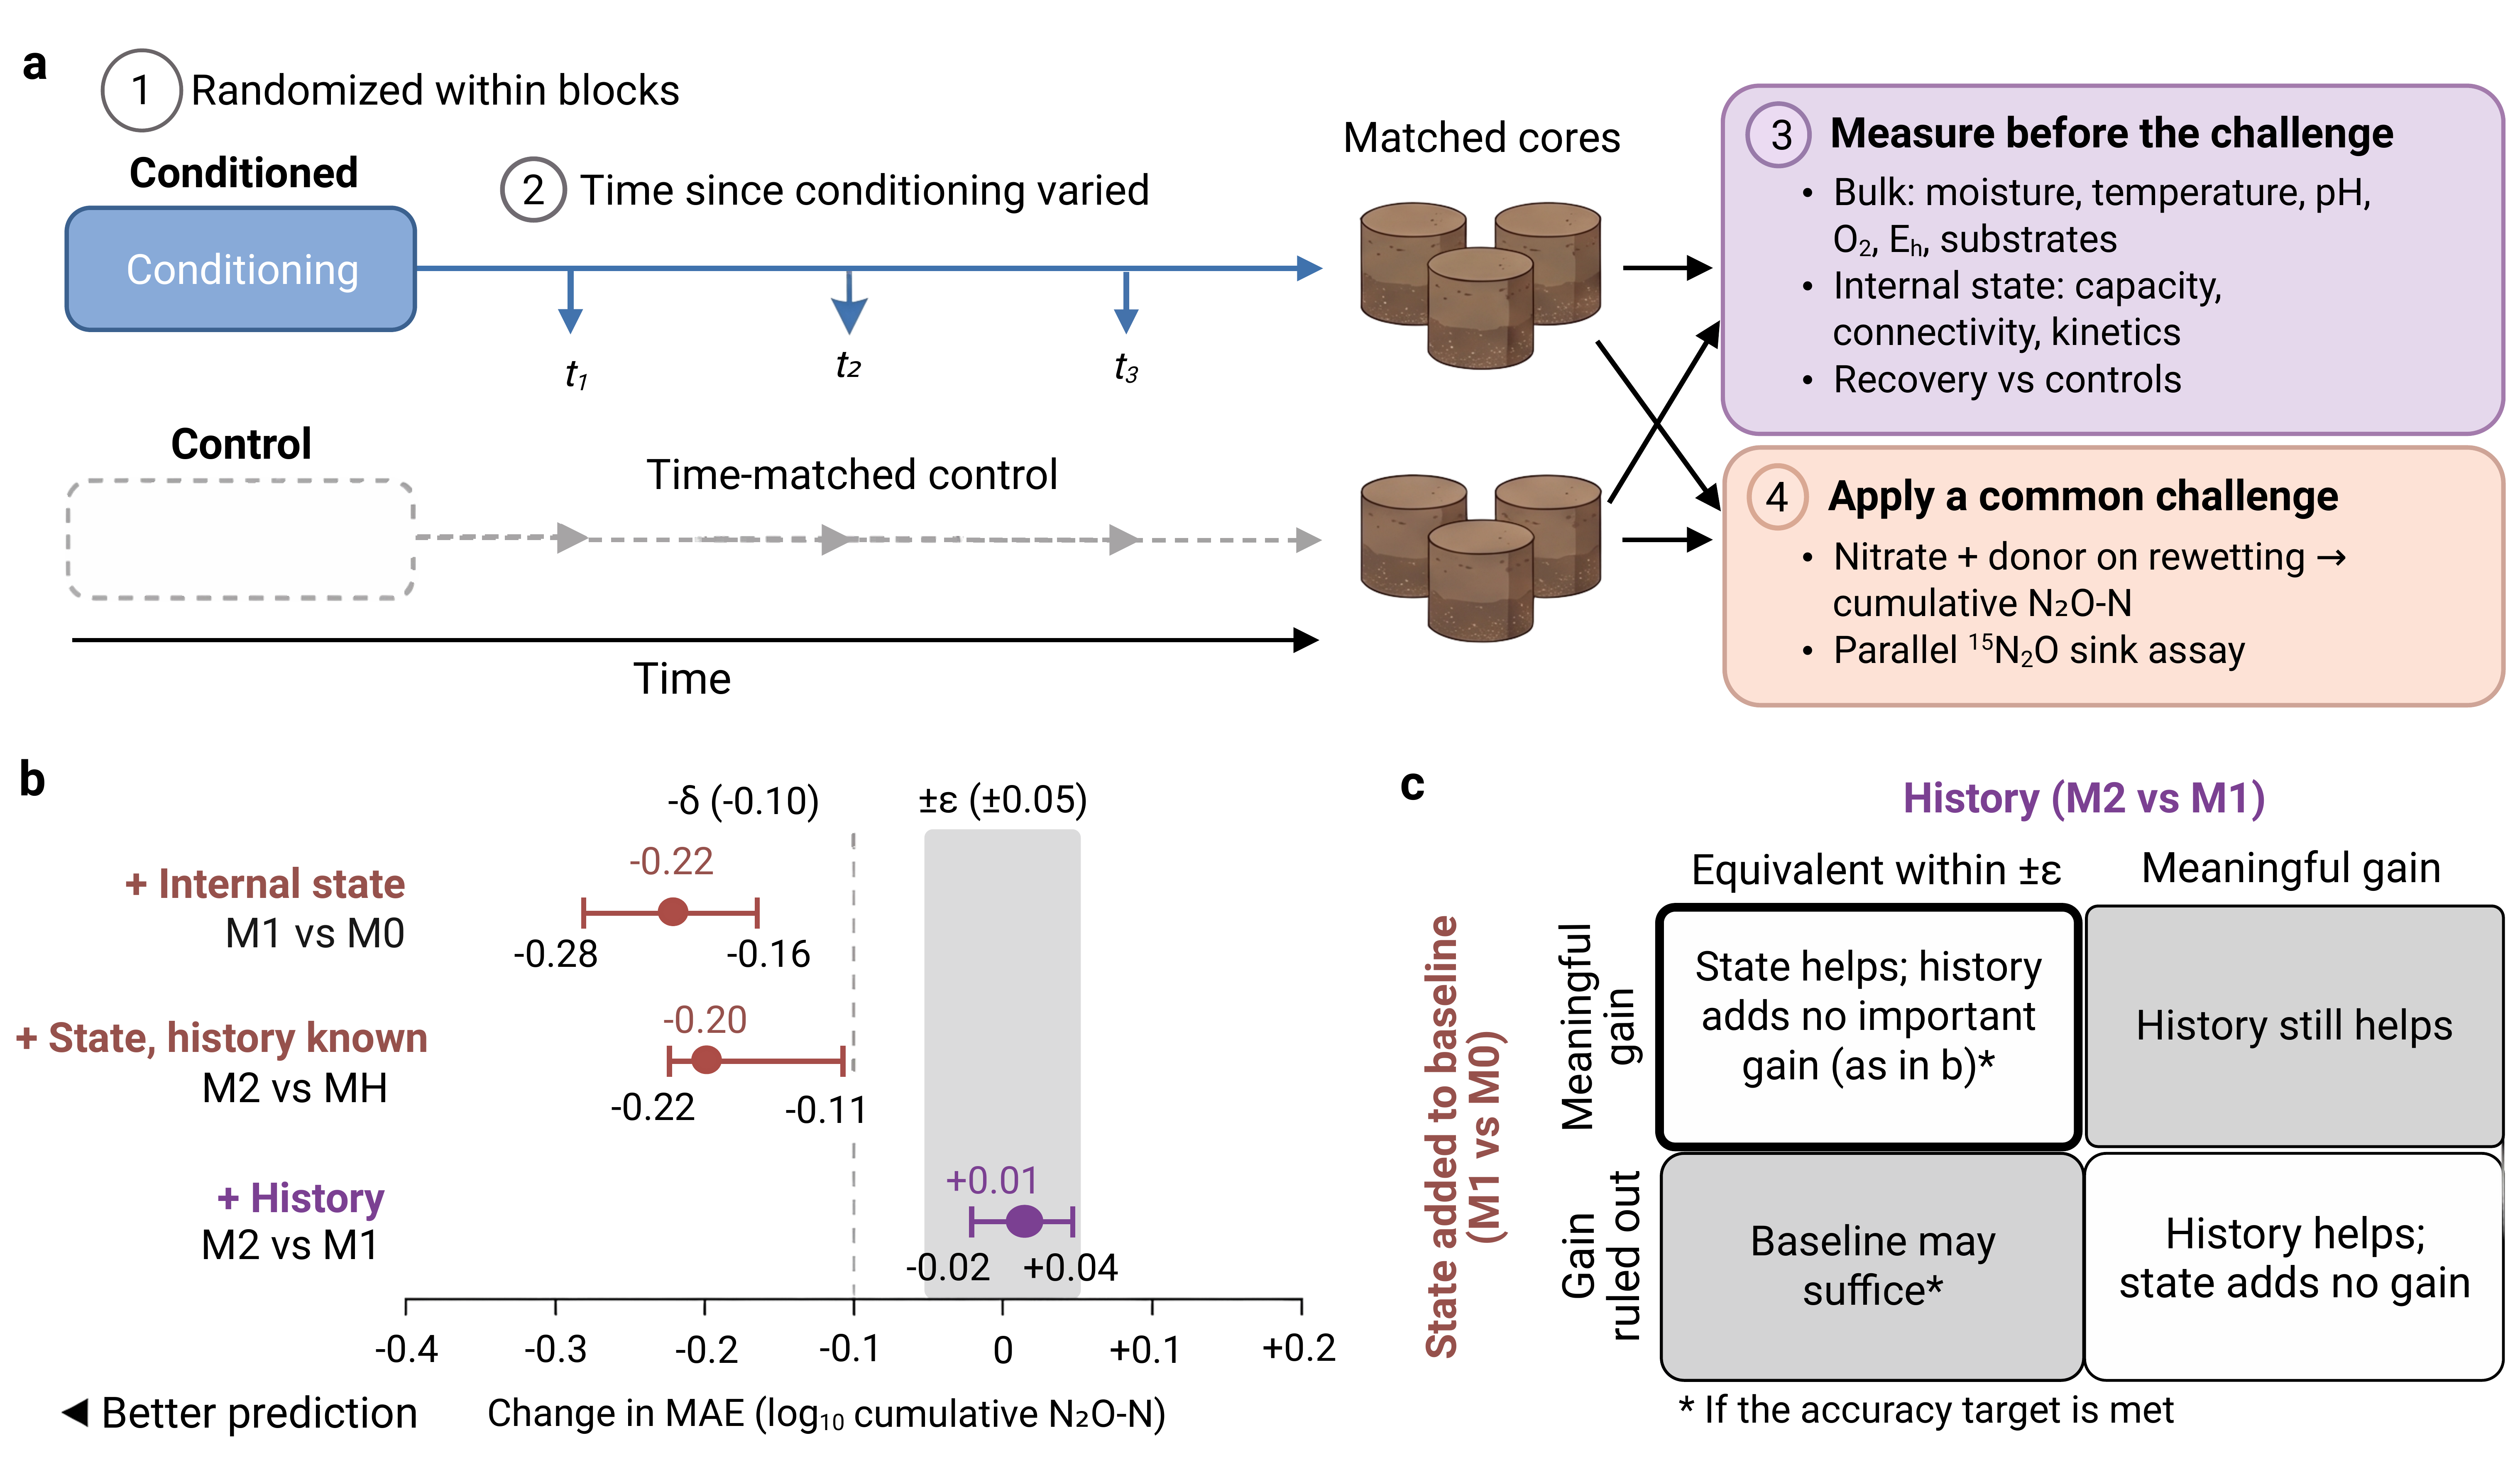 a
1 Randomized within blocks
Conditioned
Conditioning
2 Time since conditioning varied
t₁
t₂
t₃
Control
Time-matched control
Time
Matched cores
3 Measure before the challenge
• Bulk: moisture, temperature, pH,
O₂, Eₕ, substrates
• Internal state: capacity,
connectivity, kinetics
• Recovery vs controls
4 Apply a common challenge
• Nitrate + donor on rewetting →
cumulative N₂O-N
• Parallel ¹⁵N₂O sink assay
b
-δ (-0.10)
±ε (±0.05)
+ Internal state
M1 vs M0
-0.22
-0.28
-0.16
+ State, history known
M2 vs MH
-0.20
-0.22
-0.11
+ History
M2 vs M1
+0.01
-0.02
+0.04
-0.4
-0.3
-0.2
-0.1
0
+0.1
+0.2
◀ Better prediction
Change in MAE (log₁₀ cumulative N₂O-N)
c
History (M2 vs M1)
Equivalent within ±ε
Meaningful gain
State added to baseline
(M1 vs M0)
Meaningful
gain
State helps; history
adds no important
gain (as in b)*
History still helps
Gain
ruled out
Baseline may
suffice*
History helps;
state adds no gain
* If the accuracy target is met